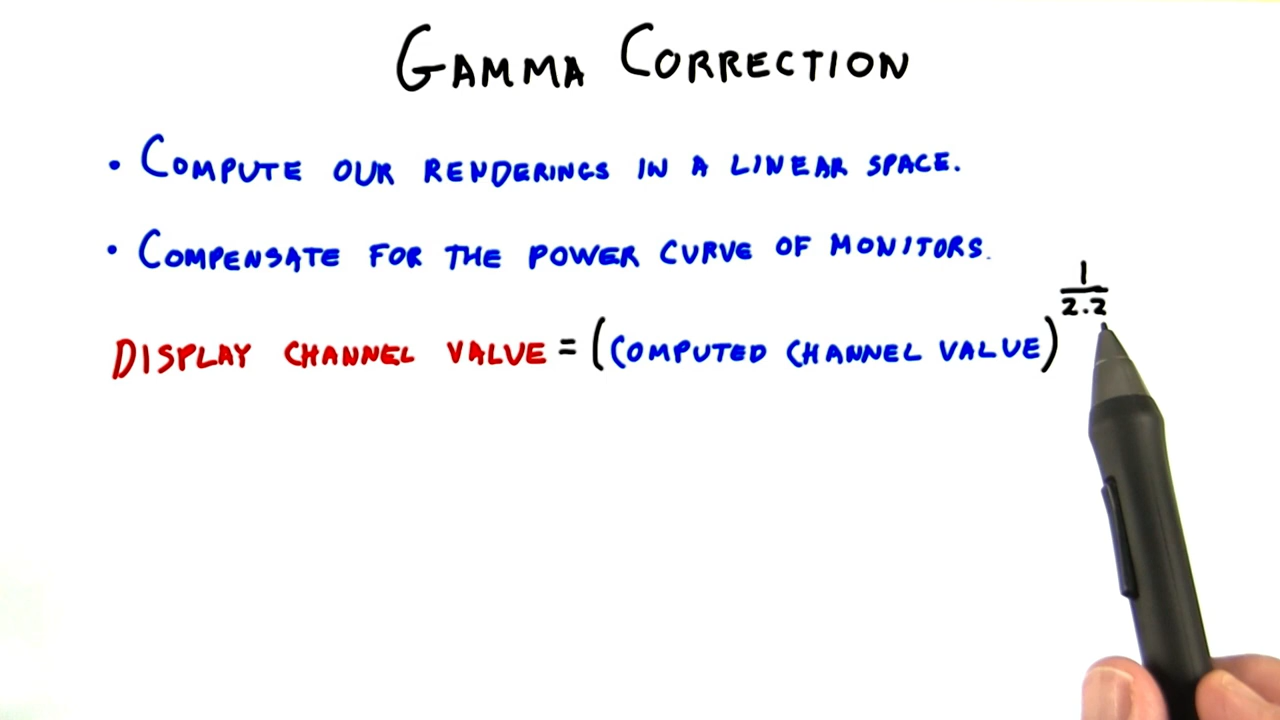 GAMMA CORRECTION
• COMPUTE OUR RENDERINGS IN A LINEAR SPACE.
• COMPENSATE FOR THE POWER CURVE OF MONITORS.
DISPLAY CHANNEL VALUE = (COMPUTED CHANNEL VALUE)^(1/2.2)